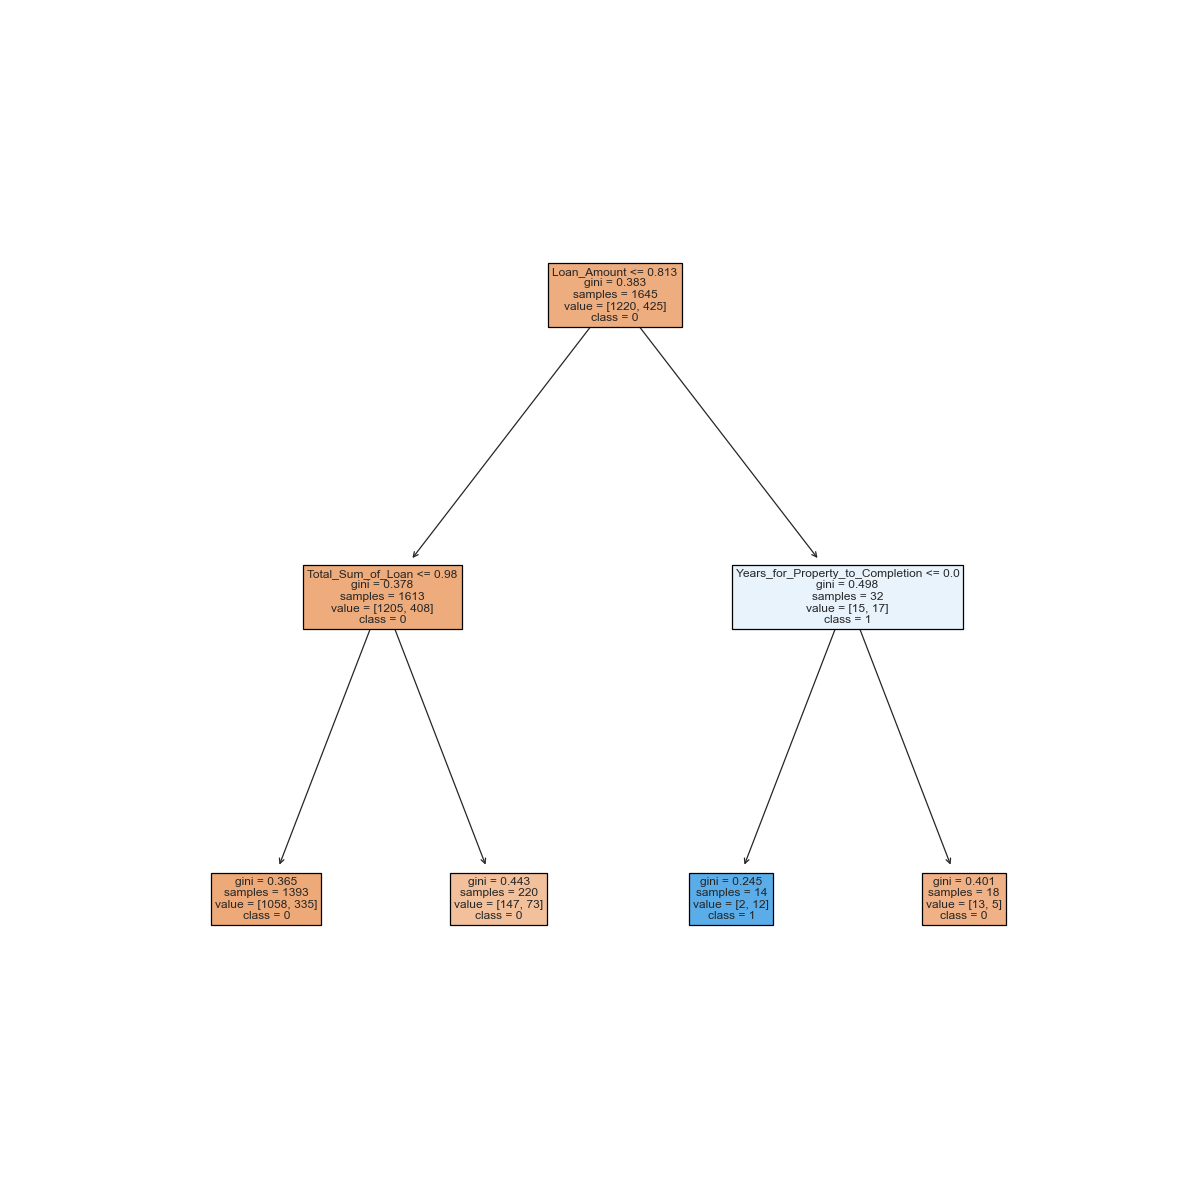 Loan_Amount <= 0.813
gini = 0.383
samples = 1645
value = [1220, 425]
class = 0
Total_Sum_of_Loan <= 0.98
gini = 0.378
samples = 1613
value = [1205, 408]
class = 0
Years_for_Property_to_Completion <= 0.0
gini = 0.498
samples = 32
value = [15, 17]
class = 1
gini = 0.365
samples = 1393
value = [1058, 335]
class = 0
gini = 0.443
samples = 220
value = [147, 73]
class = 0
gini = 0.245
samples = 14
value = [2, 12]
class = 1
gini = 0.401
samples = 18
value = [13, 5]
class = 0